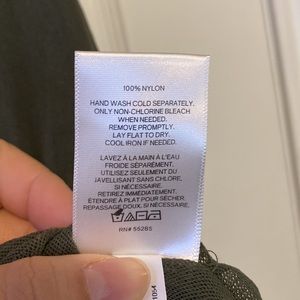 100% NYLON
HAND WASH COLD SEPARATELY.
ONLY NON-CHLORINE BLEACH
WHEN NEEDED.
REMOVE PROMPTLY.
LAY FLAT TO DRY.
COOL IRON IF NEEDED.
LAVEZ À LA MAIN À L'EAU
FROIDE SÉPARÉMENT.
UTILISEZ SEULEMENT DU
JAVELLISANT SANS CHLORE,
SI NÉCESSAIRE.
RETIREZ IMMÉDIATEMENT.
ÉTENDRE À PLAT POUR SÉCHER.
REPASSAGE DOUX, SI NÉCESSAIRE.
RN# 55285